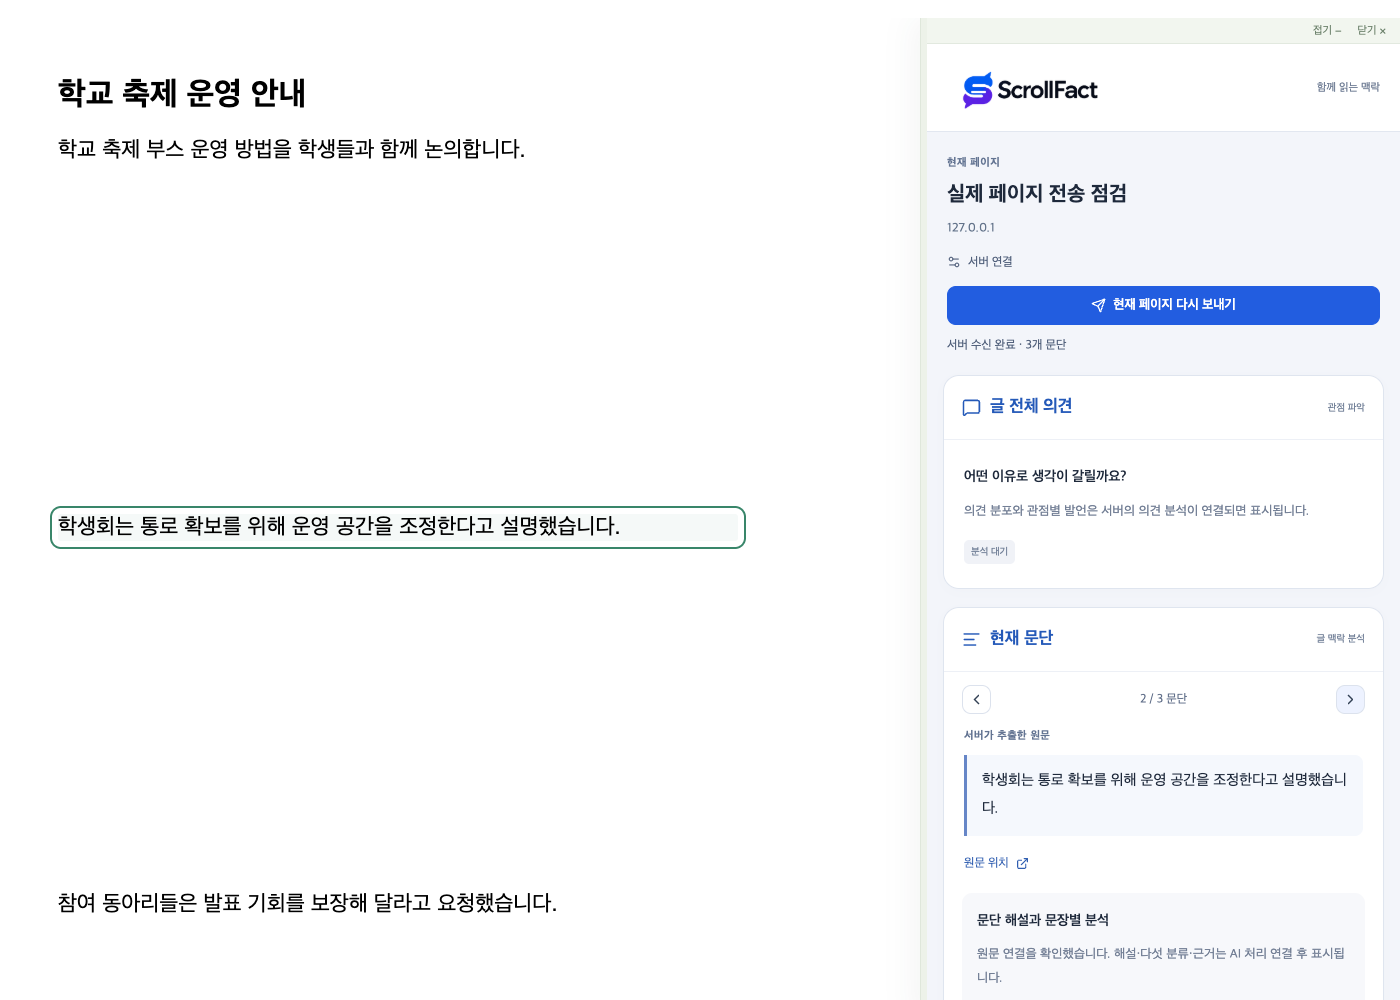 학교 축제 운영 안내
학교 축제 부스 운영 방법을 학생들과 함께 논의합니다.
학생회는 통로 확보를 위해 운영 공간을 조정한다고 설명했습니다.
참여 동아리들은 발표 기회를 보장해 달라고 요청했습니다.
접기 – 닫기 ×
ScrollFact
함께 읽는 맥락
현재 페이지
실제 페이지 전송 점검
127.0.0.1
서버 연결
현재 페이지 다시 보내기
서버 수신 완료 · 3개 문단
글 전체 의견
관점 파악
어떤 이유로 생각이 갈릴까요?
의견 분포와 관점별 발언은 서버의 의견 분석이 연결되면 표시됩니다.
분석 대기
현재 문단
글 맥락 분석
2 / 3 문단
서버가 추출한 원문
학생회는 통로 확보를 위해 운영 공간을 조정한다고 설명했습니
다.
원문 위치
문단 해설과 문장별 분석
원문 연결을 확인했습니다. 해설·다섯 분류·근거는 AI 처리 연결 후 표시됩
니다.